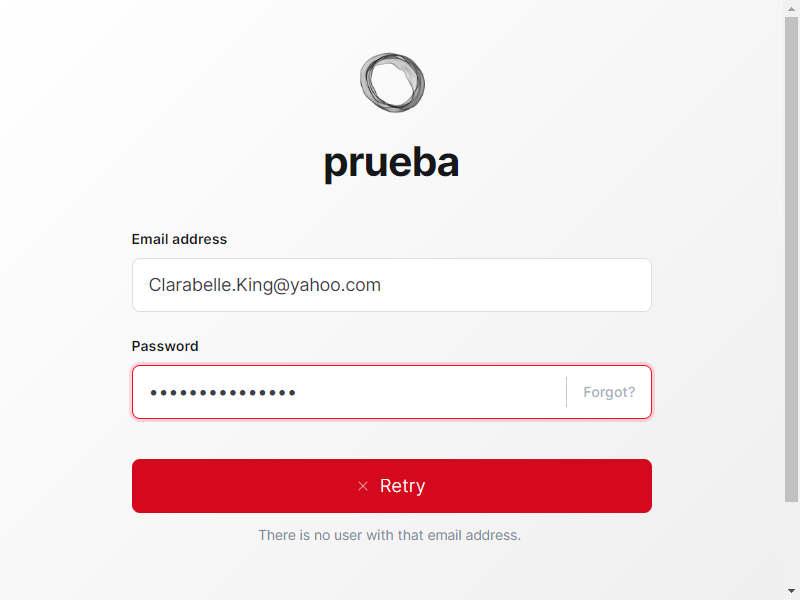 prueba
Email address
Clarabelle.King@yahoo.com
Password
Forgot?
Retry
There is no user with that email address.